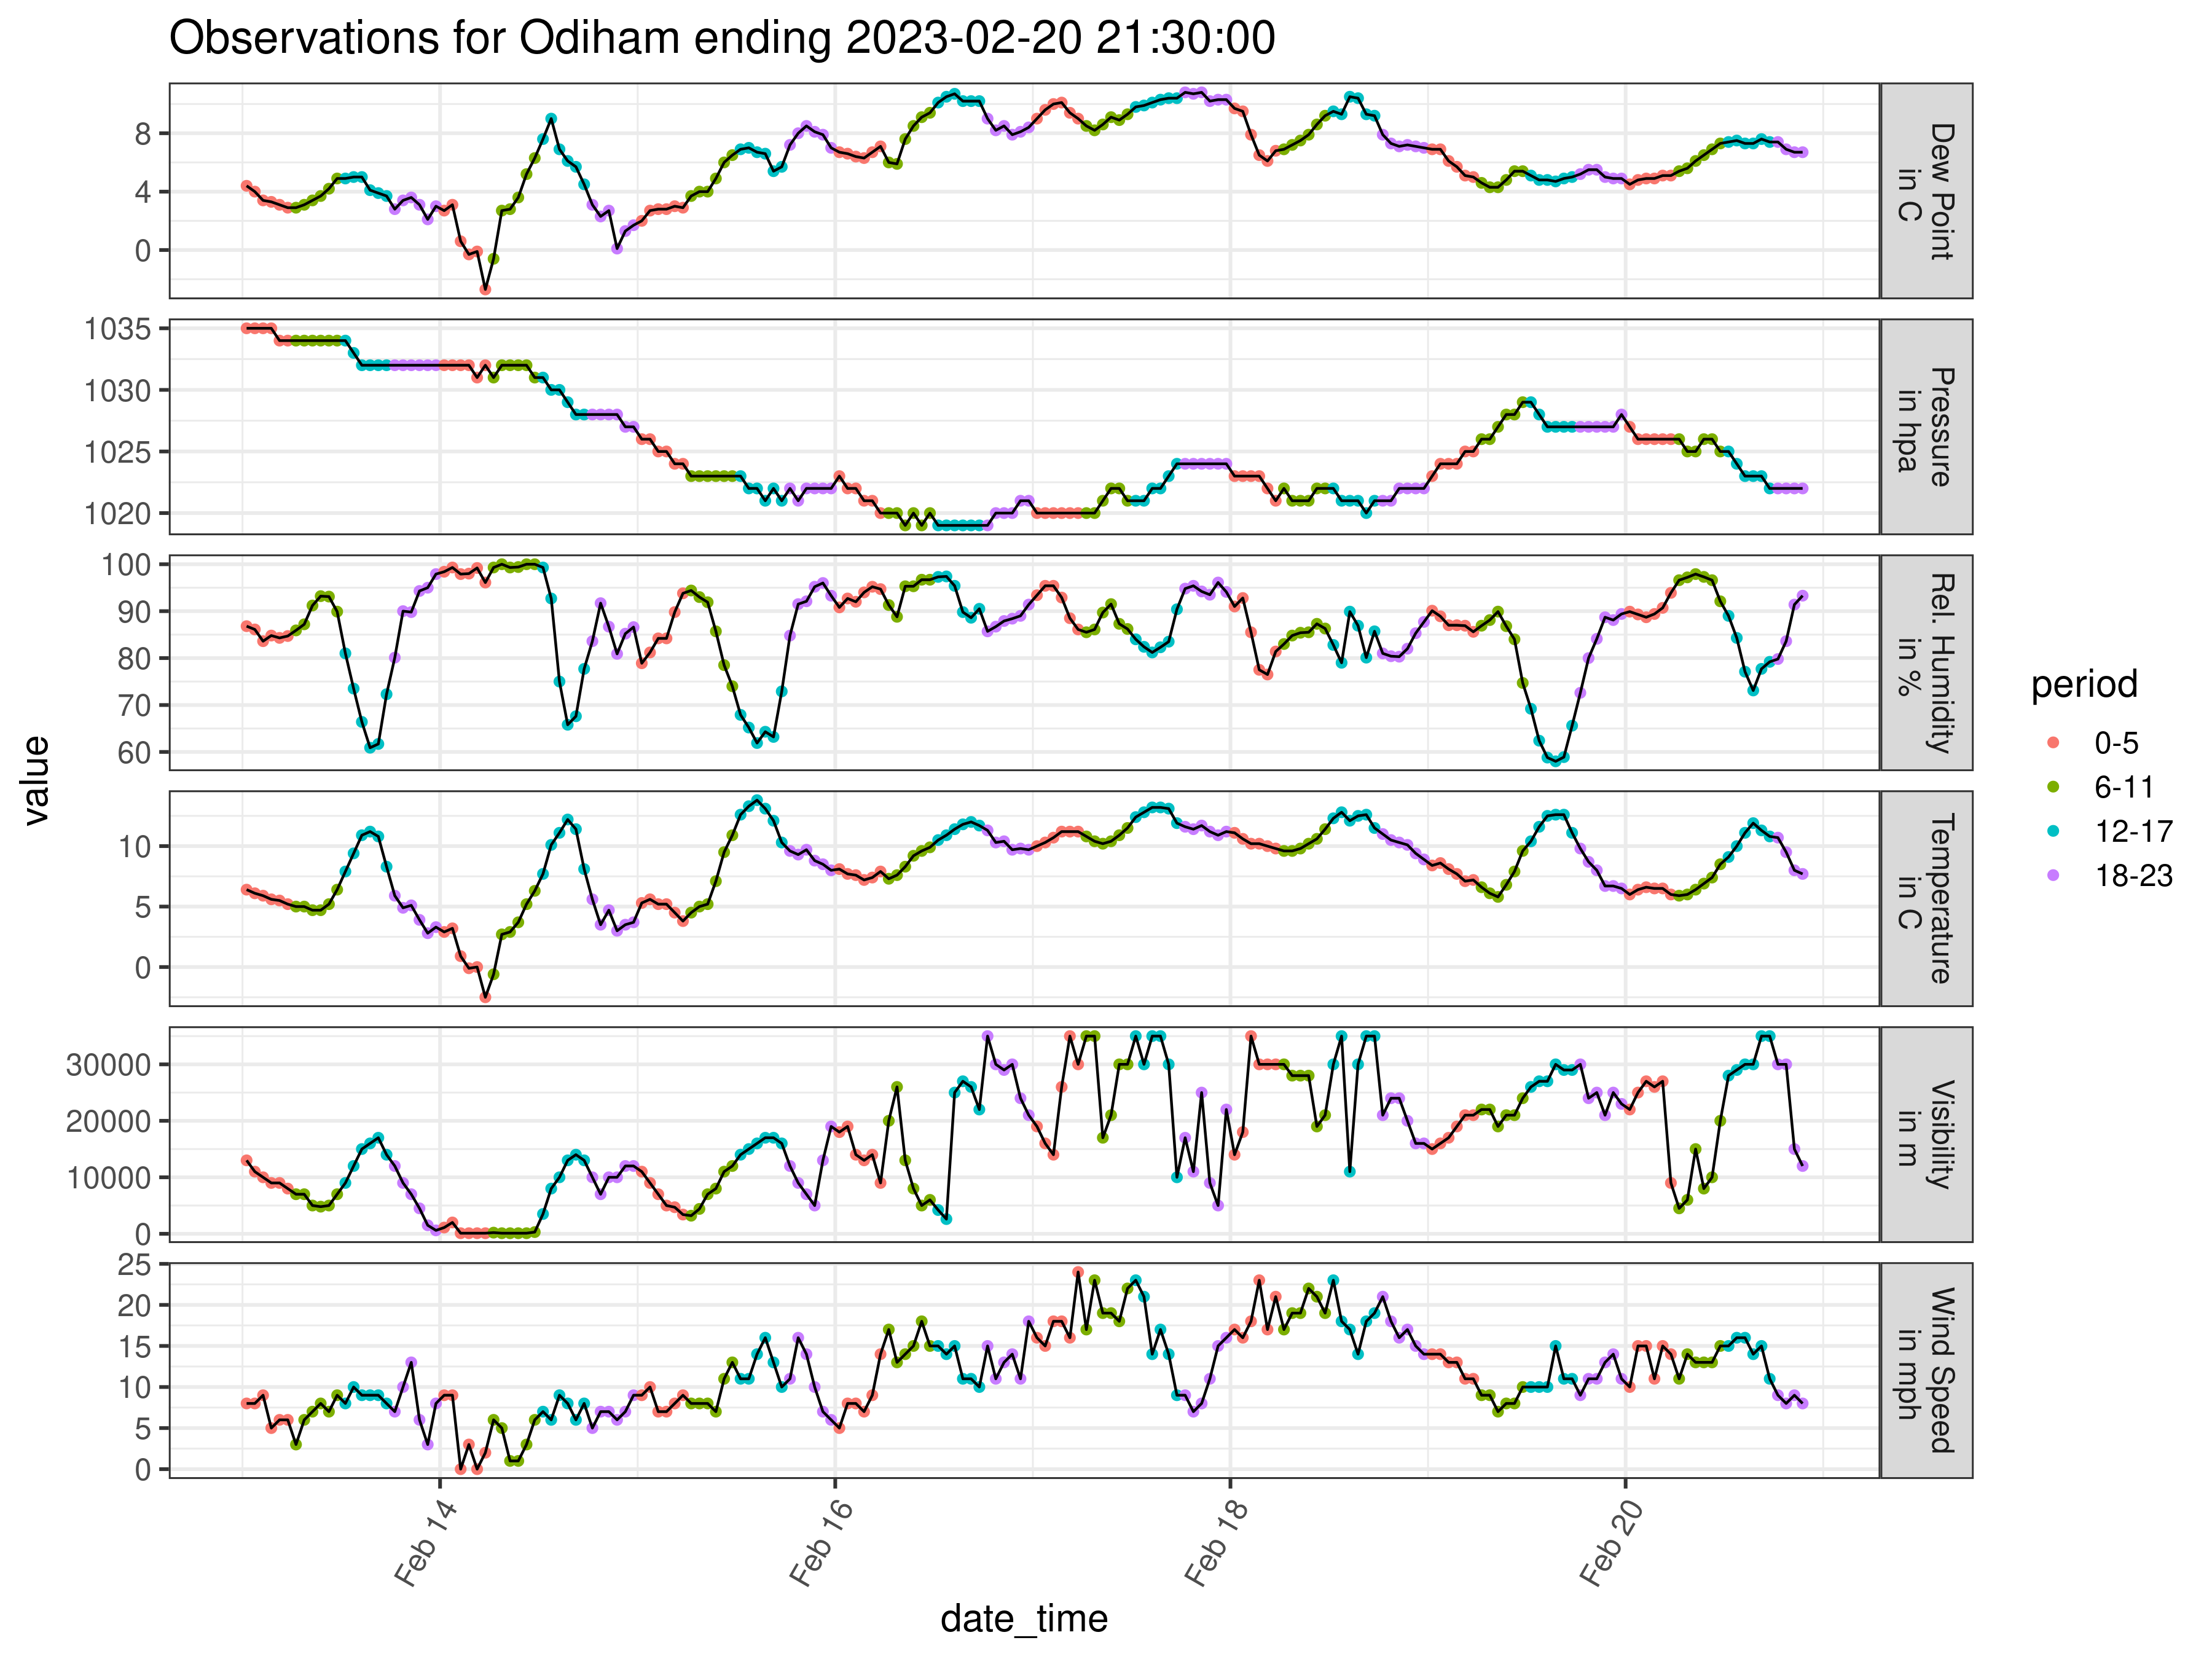 Observations for Odiham ending 2023-02-20 21:30:00
value
8
4
0
Dew Point
in C
1035
1030
1025
1020
Pressure
in hpa
100
90
80
70
60
Rel. Humidity
in %
10
5
0
Temperature
in C
30000
20000
10000
0
Visibility
in m
25
20
15
10
5
0
Wind Speed
in mph
Feb 14
Feb 16
Feb 18
Feb 20
date_time
period
0-5
6-11
12-17
18-23